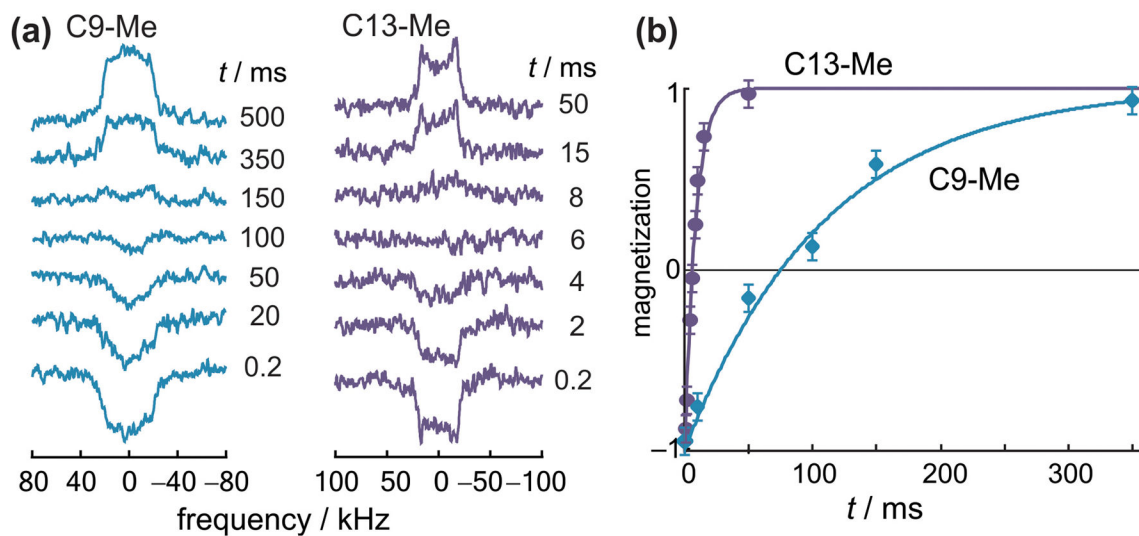 (a)
C9-Me
t / ms
500
350
150
100
50
20
0.2
80 40 0 −40 −80
C13-Me
t / ms
50
15
8
6
4
2
0.2
100 50 0 −50 −100
frequency / kHz
(b)
magnetization
1
0
−1
C13-Me
C9-Me
0 100 200 300
t / ms